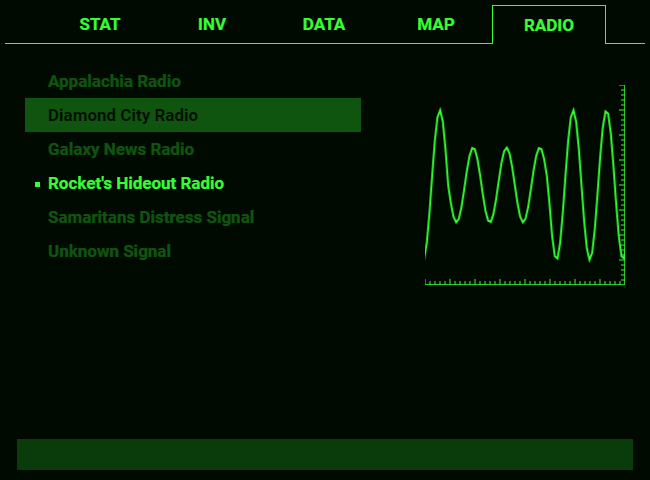 STAT INV DATA MAP RADIO
Appalachia Radio
Diamond City Radio
Galaxy News Radio
Rocket's Hideout Radio
Samaritans Distress Signal
Unknown Signal